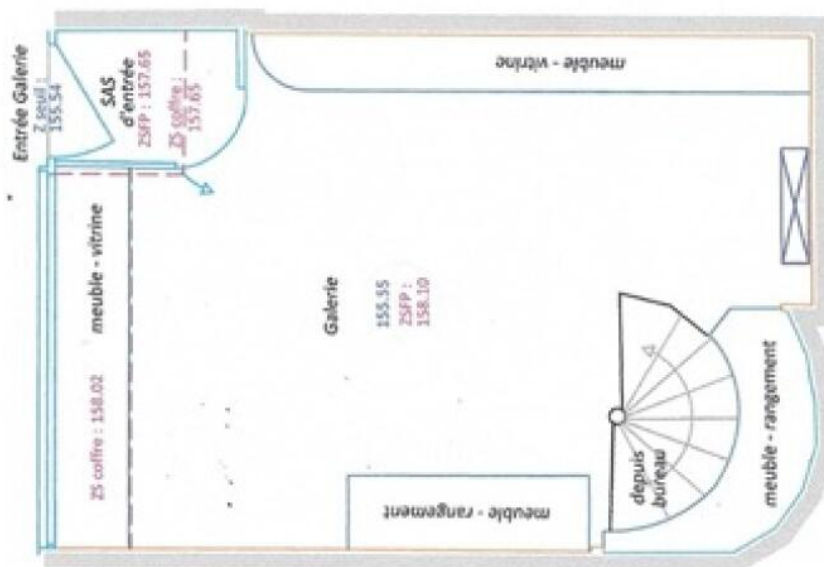 Entrée Galerie
Z seuil :
155.54
SAS
d'entrée
ZSFP : 157.65
ZS coffre :
157.65
meuble - vitrine
meuble - vitrine
ZS coffre : 158.02
Galerie
155.55
ZSFP :
158.10
meuble - rangement
depuis
bureau
meuble - rangement